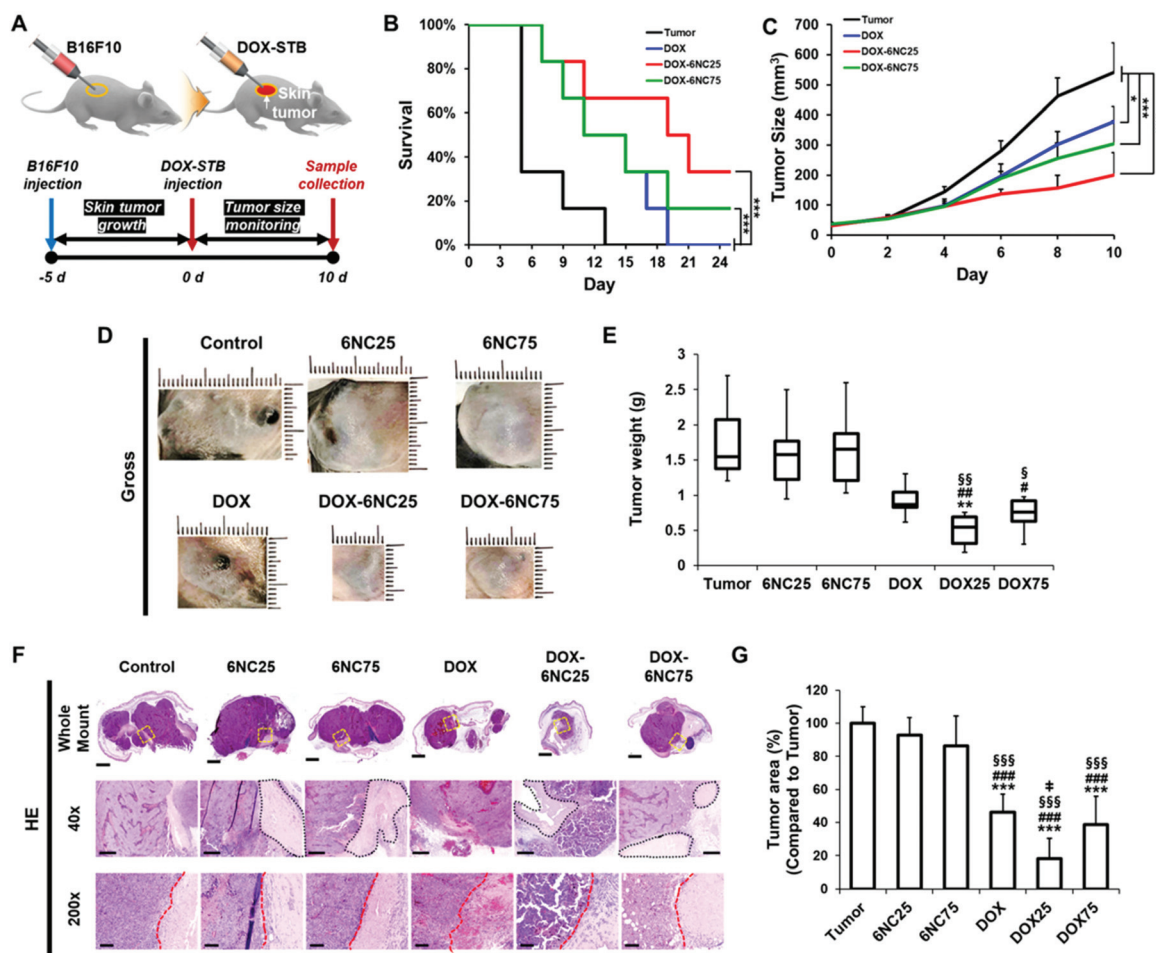 A
B16F10
DOX-STB
Skin
tumor
B16F10
injection
DOX-STB
injection
Sample
collection
Skin tumor
growth
Tumor size
monitoring
-5 d
0 d
10 d
B
100%
80%
60%
40%
20%
0%
Survival
0 3 6 9 12 15 18 21 24
Day
Tumor
DOX
DOX-6NC25
DOX-6NC75
***
***
C
700
600
500
400
300
200
100
0
Tumor Size (mm3)
0 2 4 6 8 10
Day
Tumor
DOX
DOX-6NC25
DOX-6NC75
*
***
***
D
Gross
Control 6NC25 6NC75
DOX DOX-6NC25 DOX-6NC75
E
3
2.5
2
1.5
1
0.5
0
Tumor weight (g)
§§
##
**
§
#
Tumor 6NC25 6NC75 DOX DOX25 DOX75
F
HE
Control 6NC25 6NC75 DOX DOX-6NC25 DOX-6NC75
Whole
Mount
40x
200x
G
120
100
80
60
40
20
0
Tumor area (%)
(Compared to Tumor)
§§§
###
***
‡
§§§
###
***
§§§
###
***
Tumor 6NC25 6NC75 DOX DOX25 DOX75